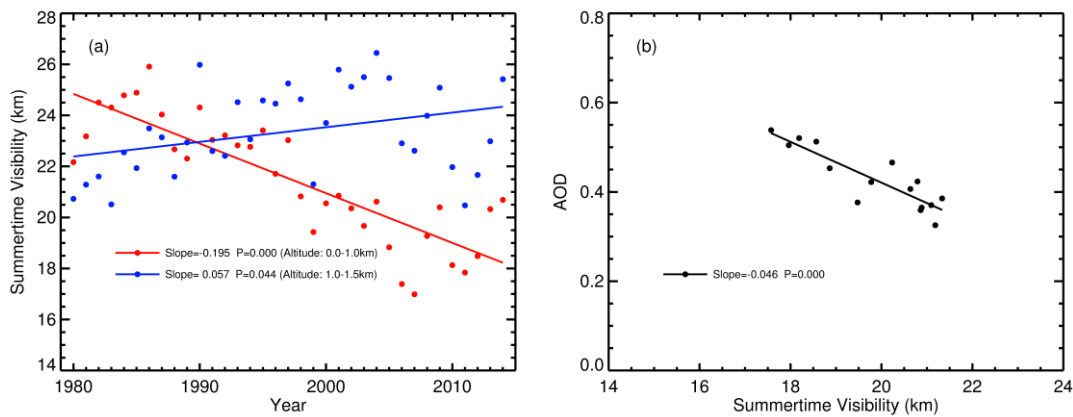 (a)
28
26
24
22
20
18
16
14
Summertime Visibility (km)
Slope=-0.195 P=0.000 (Altitude: 0.0-1.0km)
Slope= 0.057 P=0.044 (Altitude: 1.0-1.5km)
1980 1990 2000 2010
Year
(b)
0.8
0.6
0.4
0.2
0.0
AOD
Slope=-0.046 P=0.000
14 16 18 20 22 24
Summertime Visibility (km)